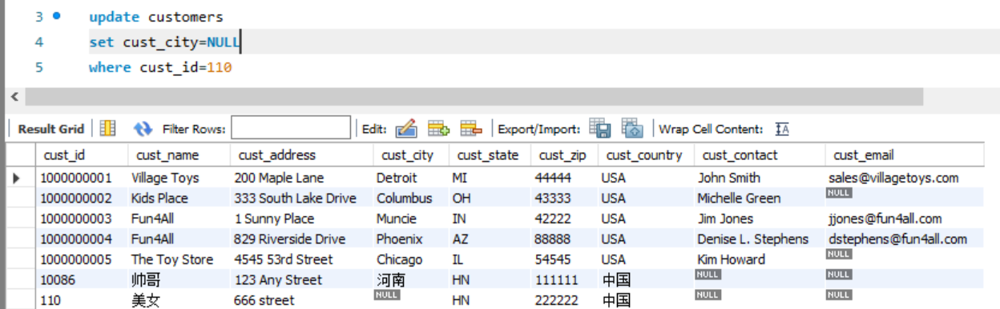 3 update customers
4 set cust_city=NULL
5 where cust_id=110
Result Grid Filter Rows: Edit: Export/Import: Wrap Cell Content: IA
cust_id cust_name cust_address cust_city cust_state cust_zip cust_country cust_contact cust_email
1000000001 Village Toys 200 Maple Lane Detroit MI 44444 USA John Smith sales@villagetoys.com
1000000002 Kids Place 333 South Lake Drive Columbus OH 43333 USA Michelle Green NULL
1000000003 Fun4All 1 Sunny Place Muncie IN 42222 USA Jim Jones jjones@fun4all.com
1000000004 Fun4All 829 Riverside Drive Phoenix AZ 88888 USA Denise L. Stephens dstephens@fun4all.com
1000000005 The Toy Store 4545 53rd Street Chicago IL 54545 USA Kim Howard NULL
10086 帅哥 123 Any Street 河南 HN 111111 中国 NULL NULL
110 美女 666 street NULL HN 222222 中国 NULL NULL